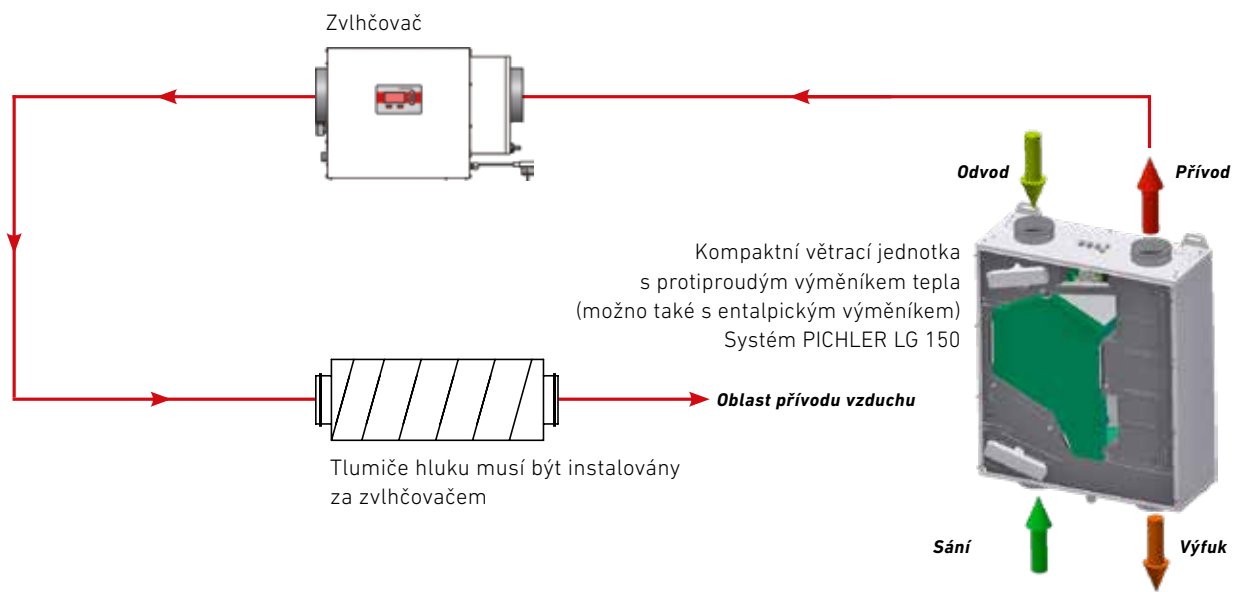 Zvlhčovač
Odvod
Přívod
Kompaktní větrací jednotka
s protiproudým výměníkem tepla
(možno také s entalpickým výměníkem)
Systém PICHLER LG 150
Oblast přívodu vzduchu
Tlumiče hluku musí být instalovány
za zvlhčovačem
Sání
Výfuk